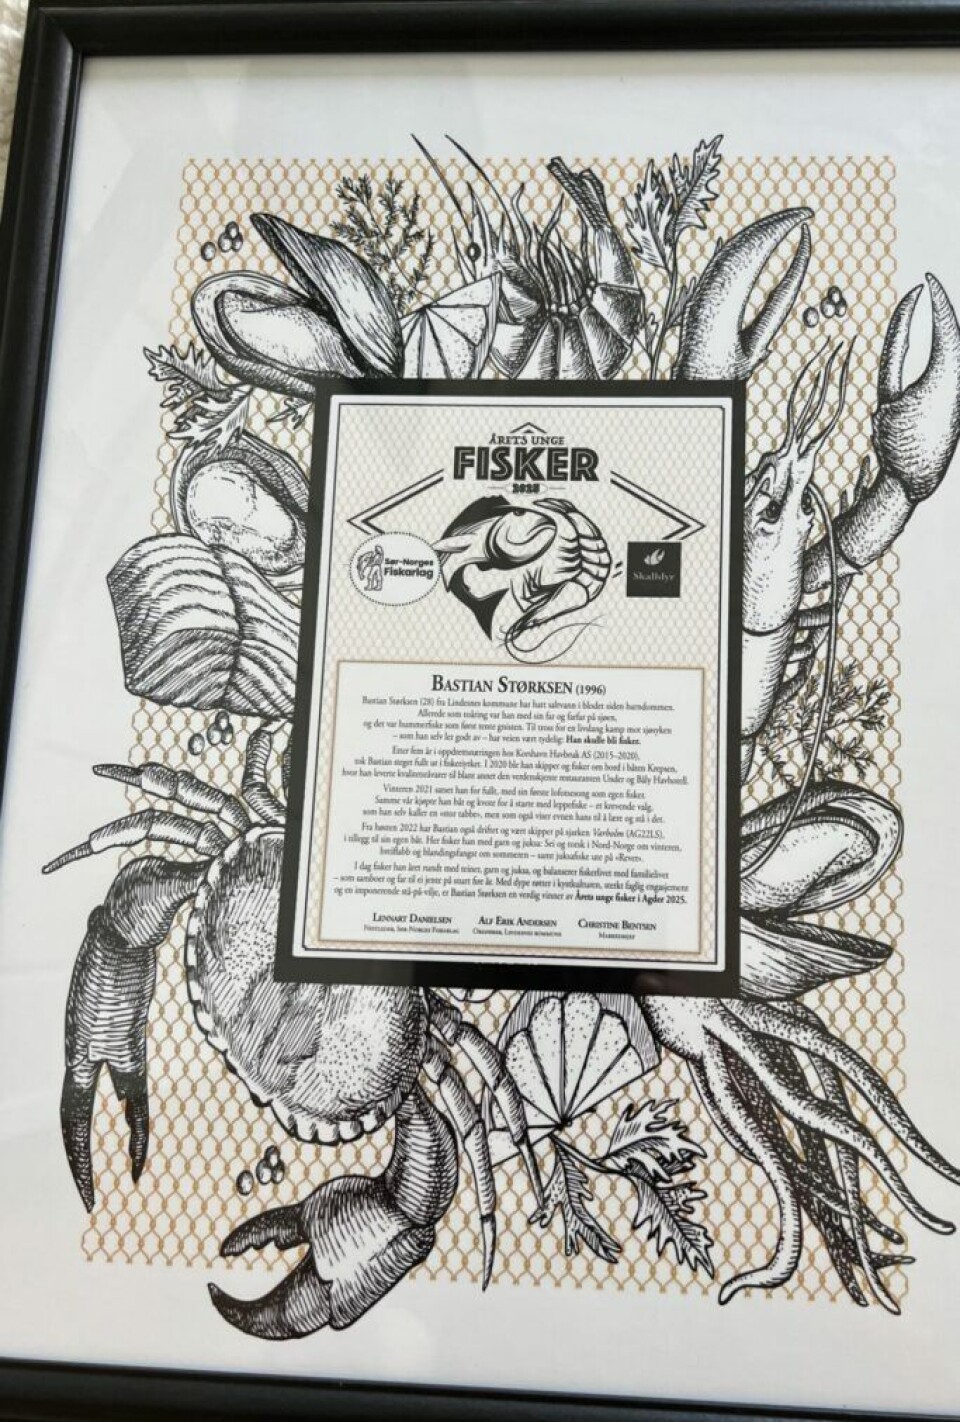 ÅRETS UNGE
FISKER
2025
Sør-Norges
Fiskarlag
Skalldyr
BASTIAN STØRKSEN (1996)
Bastian Størksen (28) fra Lindesnes kommune har hatt saltvann i blodet siden barndommen.
Allerede som toåring var han med sin far og farfar på sjøen,
og det var hummerfiske som først tente gnisten. Til tross for en livslang kamp mot sjøsyken
– som han selv ler godt av – har veien vært tydelig: Han skulle bli fisker.
Etter fem år i oppdrettsnæringen hos Korshavn Havbruk AS (2015–2020),
tok Bastian steget fullt ut i fiskeriyrket. I 2020 ble han skipper og fisker om bord i båten Krepsen,
hvor han leverte kvalitetsråvarer til blant annet den verdenskjente restauranten Under og Båly Havhotell.
Vinteren 2021 satset han for fullt, med sin første lofotsesong som egen fisker.
Samme vår kjøpte han båt og kvote for å starte med leppefiske – et krevende valg,
som han selv kaller en «stor tabbe», men som også viser evnen hans til å lære og stå i det.
Fra høsten 2022 har Bastian også driftet og vært skipper på sjarken (AG22LS),
i tillegg til sin egen båt. Her fisker han med garn og juksa: Sei og torsk i Nord-Norge om vinteren,
breiflabb og blandingsfangst om sommeren – samt juksafiske ute på «Revet».
I dag fisker han året rundt med teiner, garn og juksa, og balanserer fiskerlivet med familielivet
– som samboer og far til ei jente på snart fire år. Med dype røtter i kystkulturen, sterkt faglig engasjement
og en imponerende stå-på-vilje, er Bastian Størksen en verdig vinner av Årets unge fisker i Agder 2025.
LENNART DANIELSEN ALF ERIK ANDERSEN CHRISTINE BENTSEN
NESTLEDER, SØR-NORGES FISKARLAG ORDFØRER, LINDESNES KOMMUNE